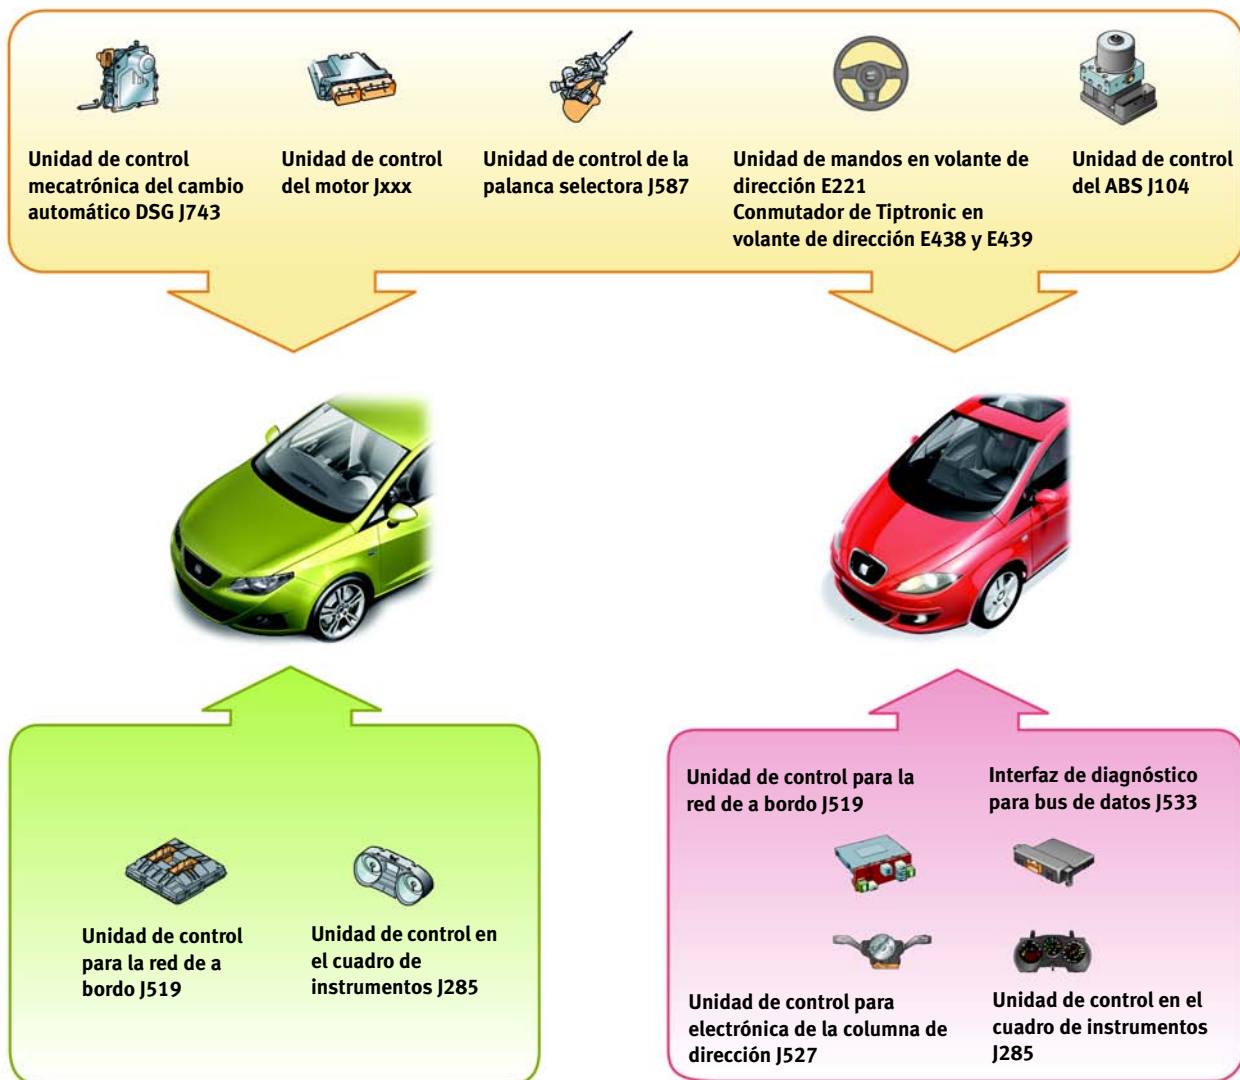 Unidad de control
mecatrónica del cambio
automático DSG J743
Unidad de control
del motor Jxxx
Unidad de control de la
palanca selectora J587
Unidad de mandos en volante de
dirección E221
Conmutador de Tiptronic en
volante de dirección E438 y E439
Unidad de control
del ABS J104
Unidad de control
para la red de a
bordo J519
Unidad de control en
el cuadro de
instrumentos J285
Unidad de control para la
red de a bordo J519
Interfaz de diagnóstico
para bus de datos J533
Unidad de control para
electrónica de la columna de
dirección J527
Unidad de control en el
cuadro de instrumentos
J285